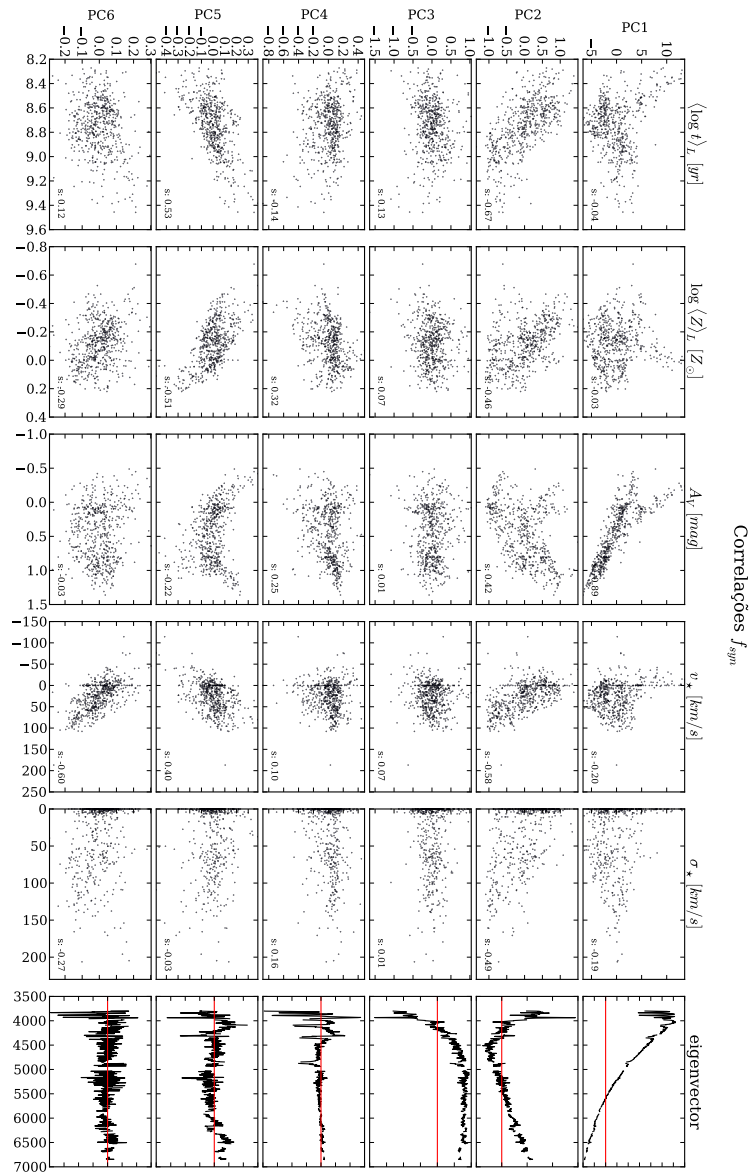 Correlações f_syn
⟨log t⟩_L [yr]
log ⟨Z⟩_L [Z_⊙]
A_V [mag]
v_⋆ [km/s]
σ_⋆ [km/s]
eigenvector
PC1
10
5
0
−5
s: -0.04
s: -0.03
s: -0.20
s: -0.19
PC2
1.0
0.5
0.0
−0.5
−1.0
s: -0.67
s: -0.46
s: 0.42
s: -0.58
s: -0.49
PC3
1.0
0.5
0.0
−0.5
−1.0
−1.5
s: 0.13
s: 0.07
s: 0.01
s: 0.07
s: 0.01
PC4
0.4
0.2
0.0
−0.2
−0.4
−0.6
−0.8
s: -0.14
s: 0.32
s: 0.25
s: 0.10
s: 0.16
PC5
0.3
0.2
0.1
0.0
−0.1
−0.2
−0.3
−0.4
s: 0.53
s: -0.51
s: -0.22
s: 0.40
s: -0.03
PC6
0.3
0.2
0.1
0.0
−0.1
−0.2
s: 0.12
s: -0.29
s: -0.03
s: -0.60
s: -0.27
8.2 8.4 8.6 8.8 9.0 9.2 9.4 9.6
−0.8 −0.6 −0.4 −0.2 0.0 0.2 0.4
−1.0 −0.5 0.0 0.5 1.0 1.5
−150 −100 −50 0 50 100 150 200 250
0 50 100 150 200
3500 4000 4500 5000 5500 6000 6500 7000